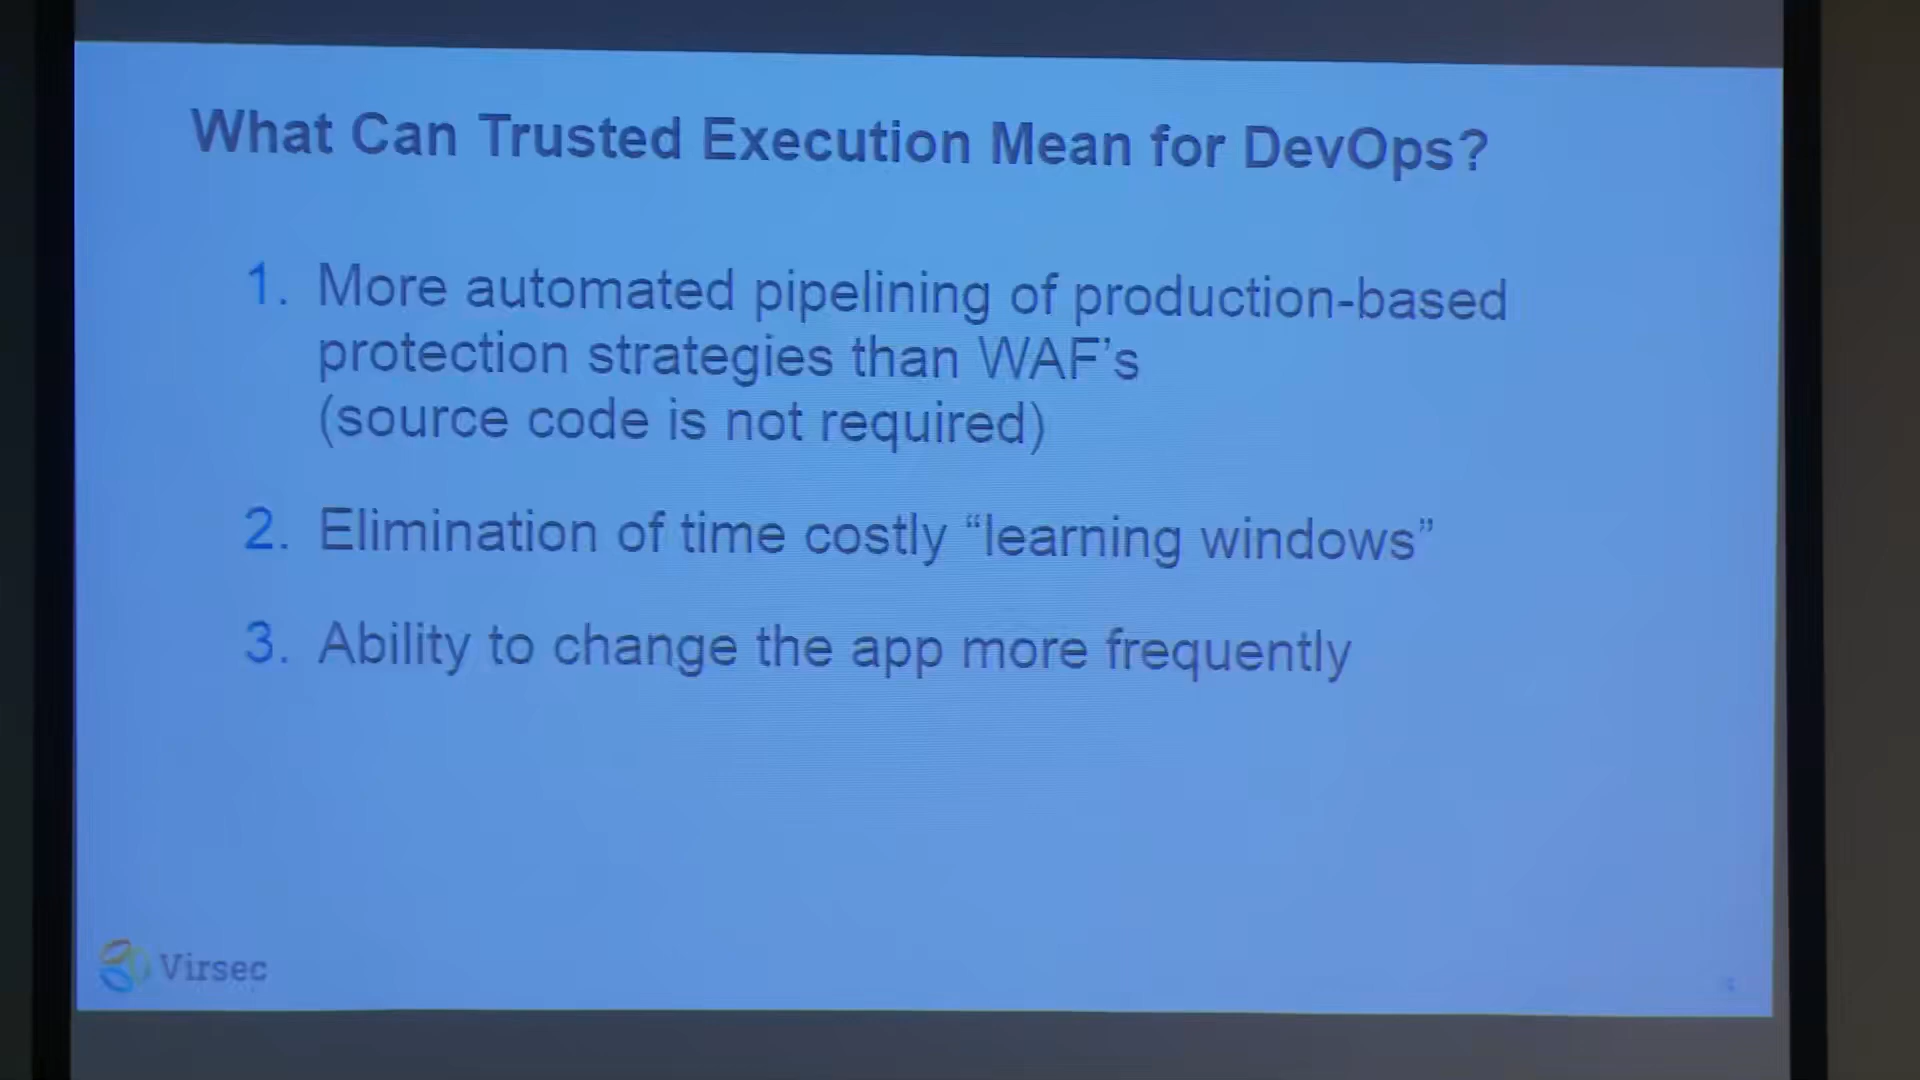 What Can Trusted Execution Mean for DevOps?
1. More automated pipelining of production-based
protection strategies than WAF's
(source code is not required)
2. Elimination of time costly “learning windows”
3. Ability to change the app more frequently
Virsec